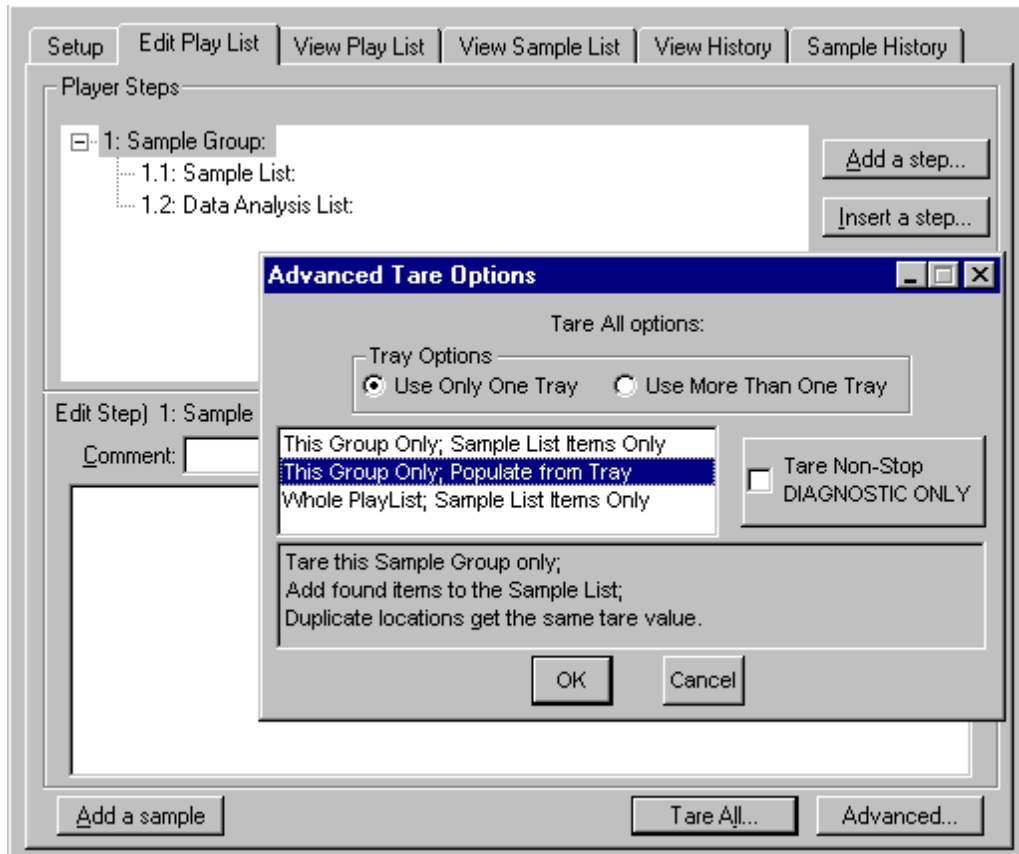 Setup
Edit Play List
View Play List
View Sample List
View History
Sample History
Player Steps
1: Sample Group:
1.1: Sample List:
1.2: Data Analysis List:
Add a step...
Insert a step...
Advanced Tare Options
Tare All options:
Tray Options
Use Only One Tray
Use More Than One Tray
Edit Step) 1: Sample
Comment:
This Group Only; Sample List Items Only
This Group Only; Populate from Tray
Whole PlayList; Sample List Items Only
Tare Non-Stop
DIAGNOSTIC ONLY
Tare this Sample Group only;
Add found items to the Sample List;
Duplicate locations get the same tare value.
OK
Cancel
Add a sample
Tare All...
Advanced...